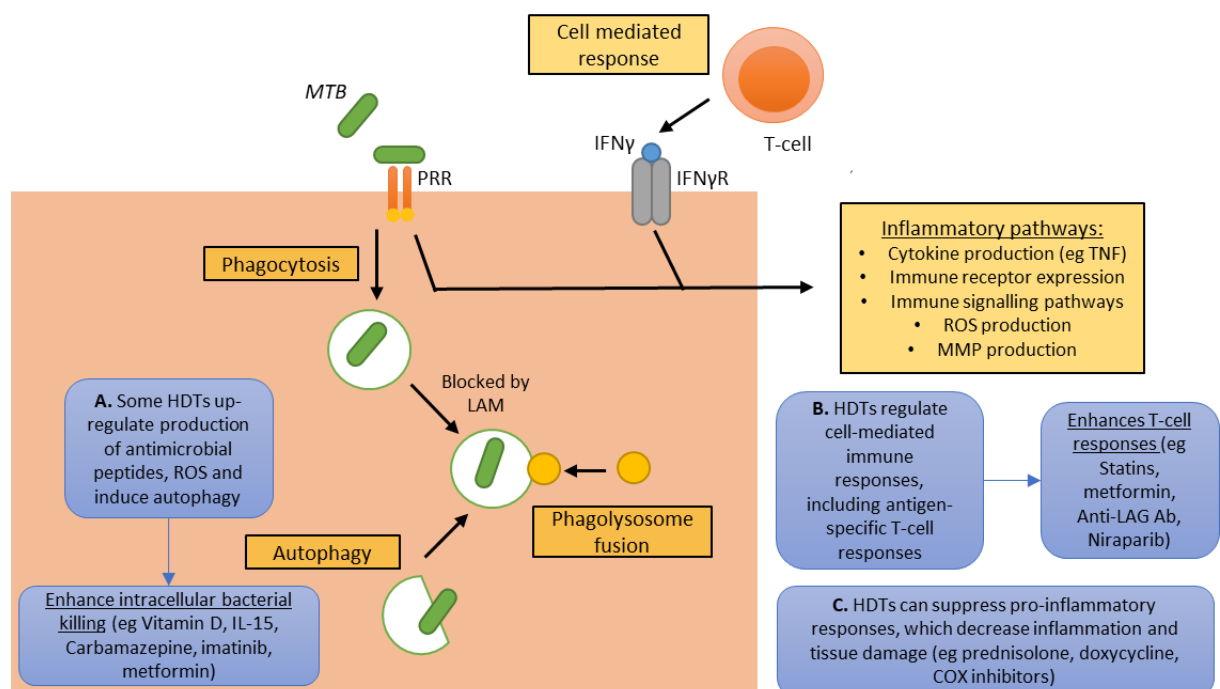 Cell mediated
response
MTB
T-cell
IFNγ
IFNγR
PRR
Phagocytosis
Inflammatory pathways:
• Cytokine production (eg TNF)
• Immune receptor expression
• Immune signalling pathways
• ROS production
• MMP production
Blocked by
LAM
A. Some HDTs up-
regulate production
of antimicrobial
peptides, ROS and
induce autophagy
B. HDTs regulate
cell-mediated
immune
responses,
including antigen-
specific T-cell
responses
Enhances T-cell
responses (eg
Statins,
metformin,
Anti-LAG Ab,
Niraparib)
Phagolysosome
fusion
Autophagy
Enhance intracellular bacterial
killing (eg Vitamin D, IL-15,
Carbamazepine, imatinib,
metformin)
C. HDTs can suppress pro-inflammatory
responses, which decrease inflammation and
tissue damage (eg prednisolone, doxycycline,
COX inhibitors)